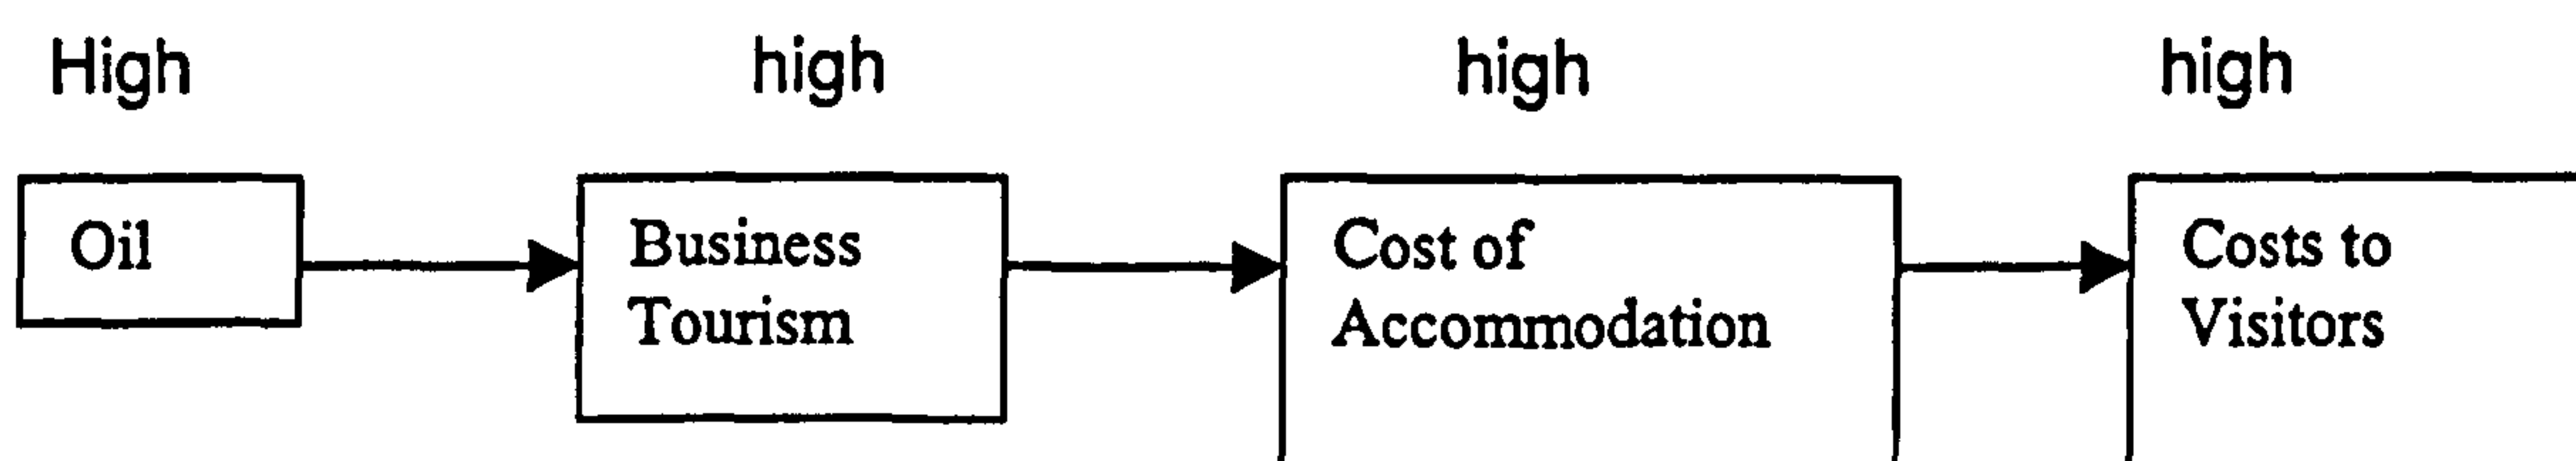 High high high high
Oil
Business
Tourism
Cost of
Accommodation
Costs to
Visitors